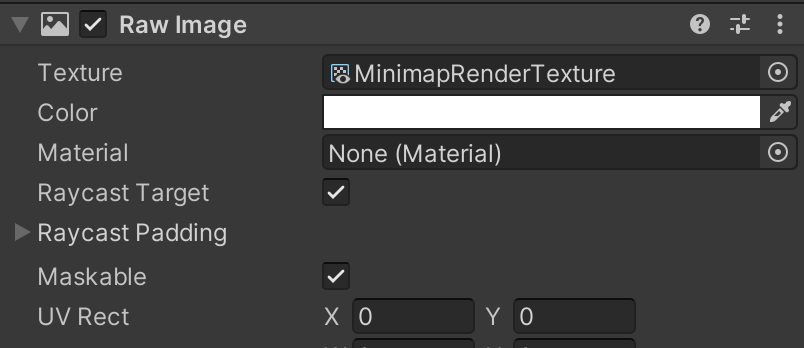 Raw Image
Texture MinimapRenderTexture
Color
Material None (Material)
Raycast Target
Raycast Padding
Maskable
UV Rect X 0 Y 0